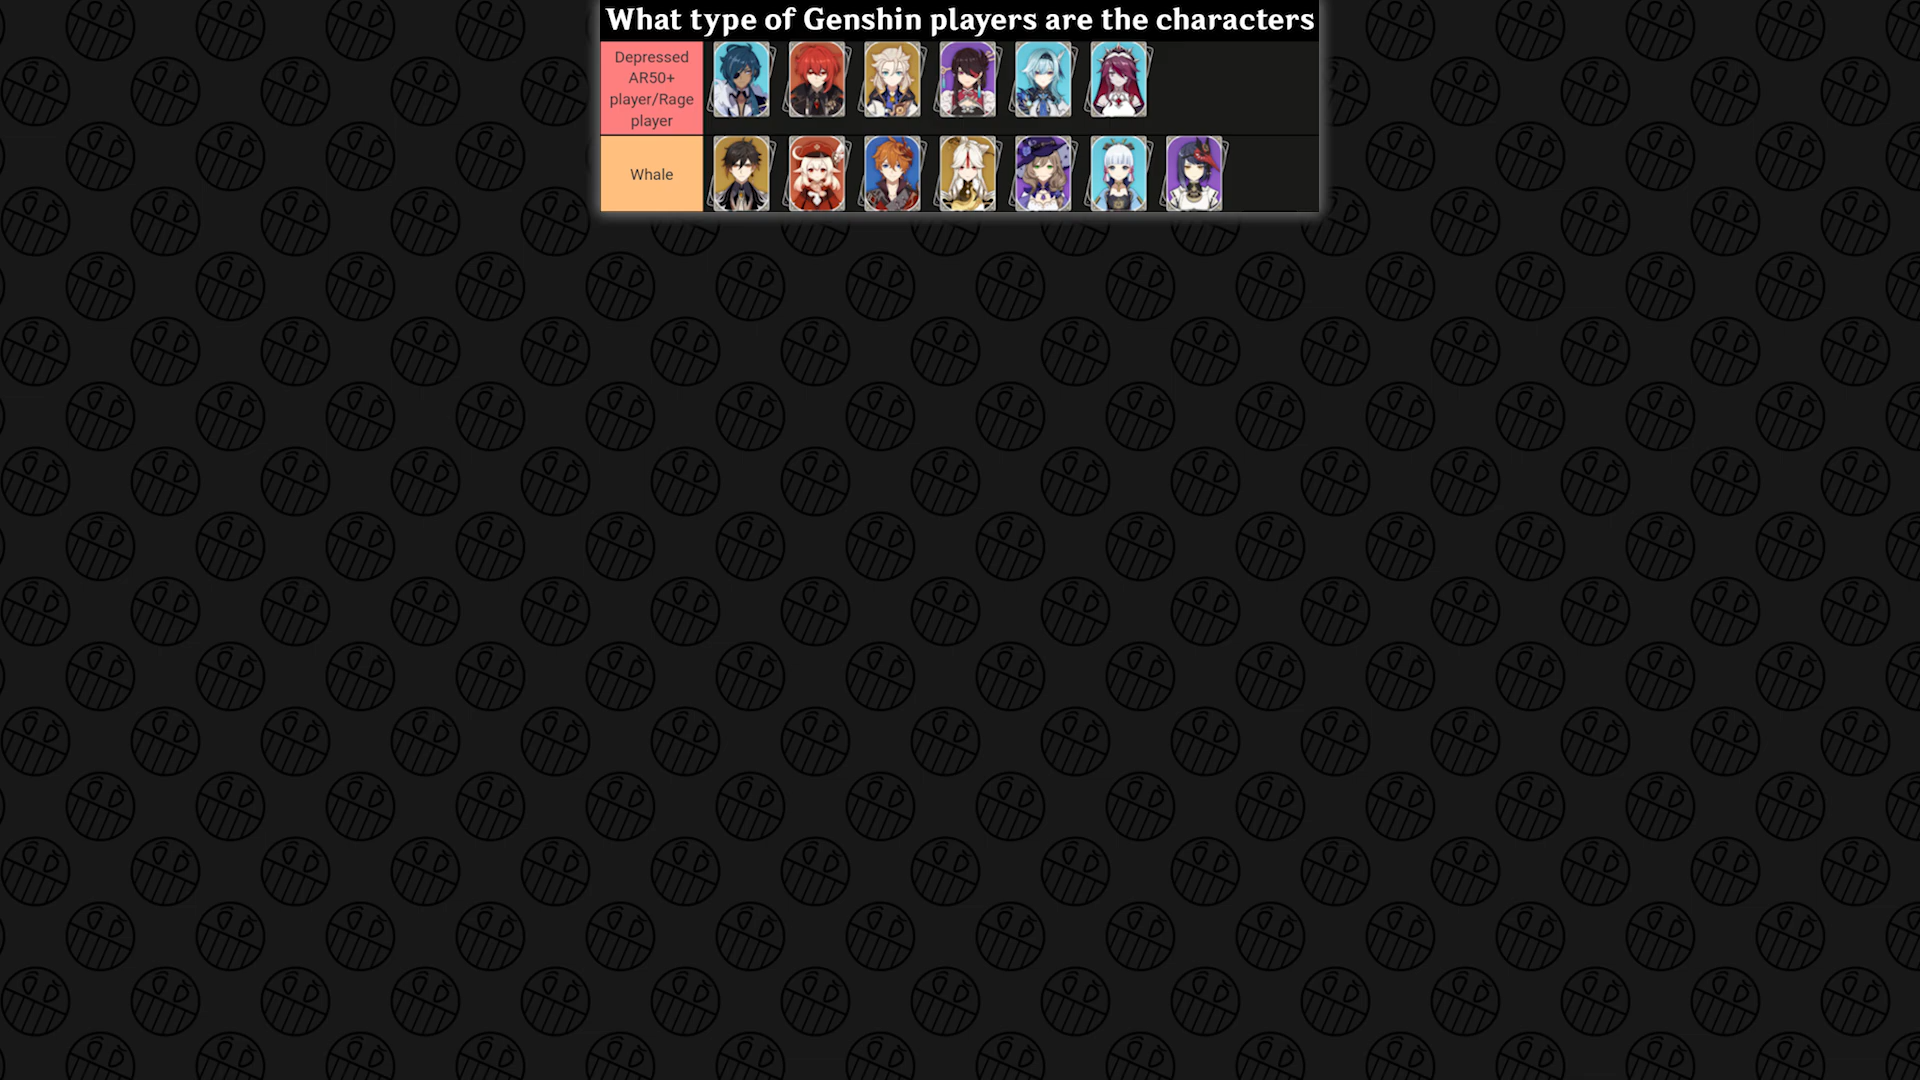 What type of Genshin players are the characters
Depressed
AR50+
player/Rage
player
Whale